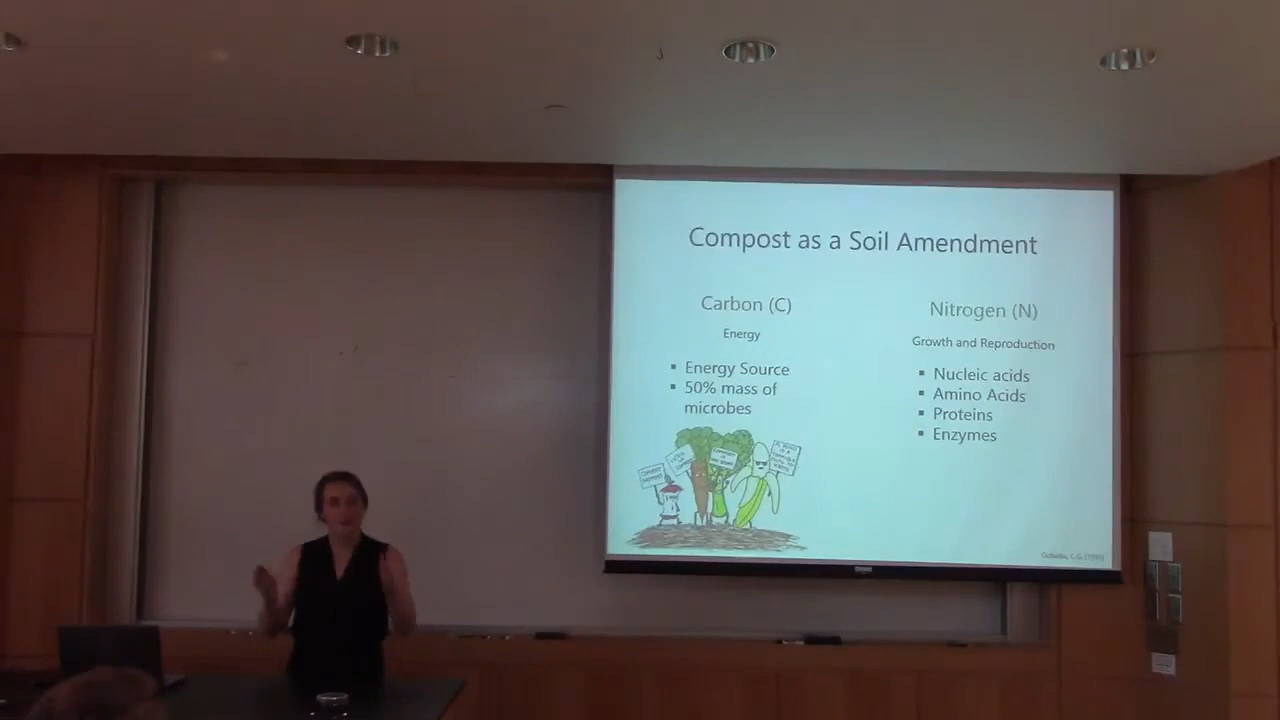 Compost as a Soil Amendment
Carbon (C)
Energy
▪ Energy Source
▪ 50% mass of
microbes
Nitrogen (N)
Growth and Reproduction
▪ Nucleic acids
▪ Amino Acids
▪ Proteins
▪ Enzymes
COMPOST